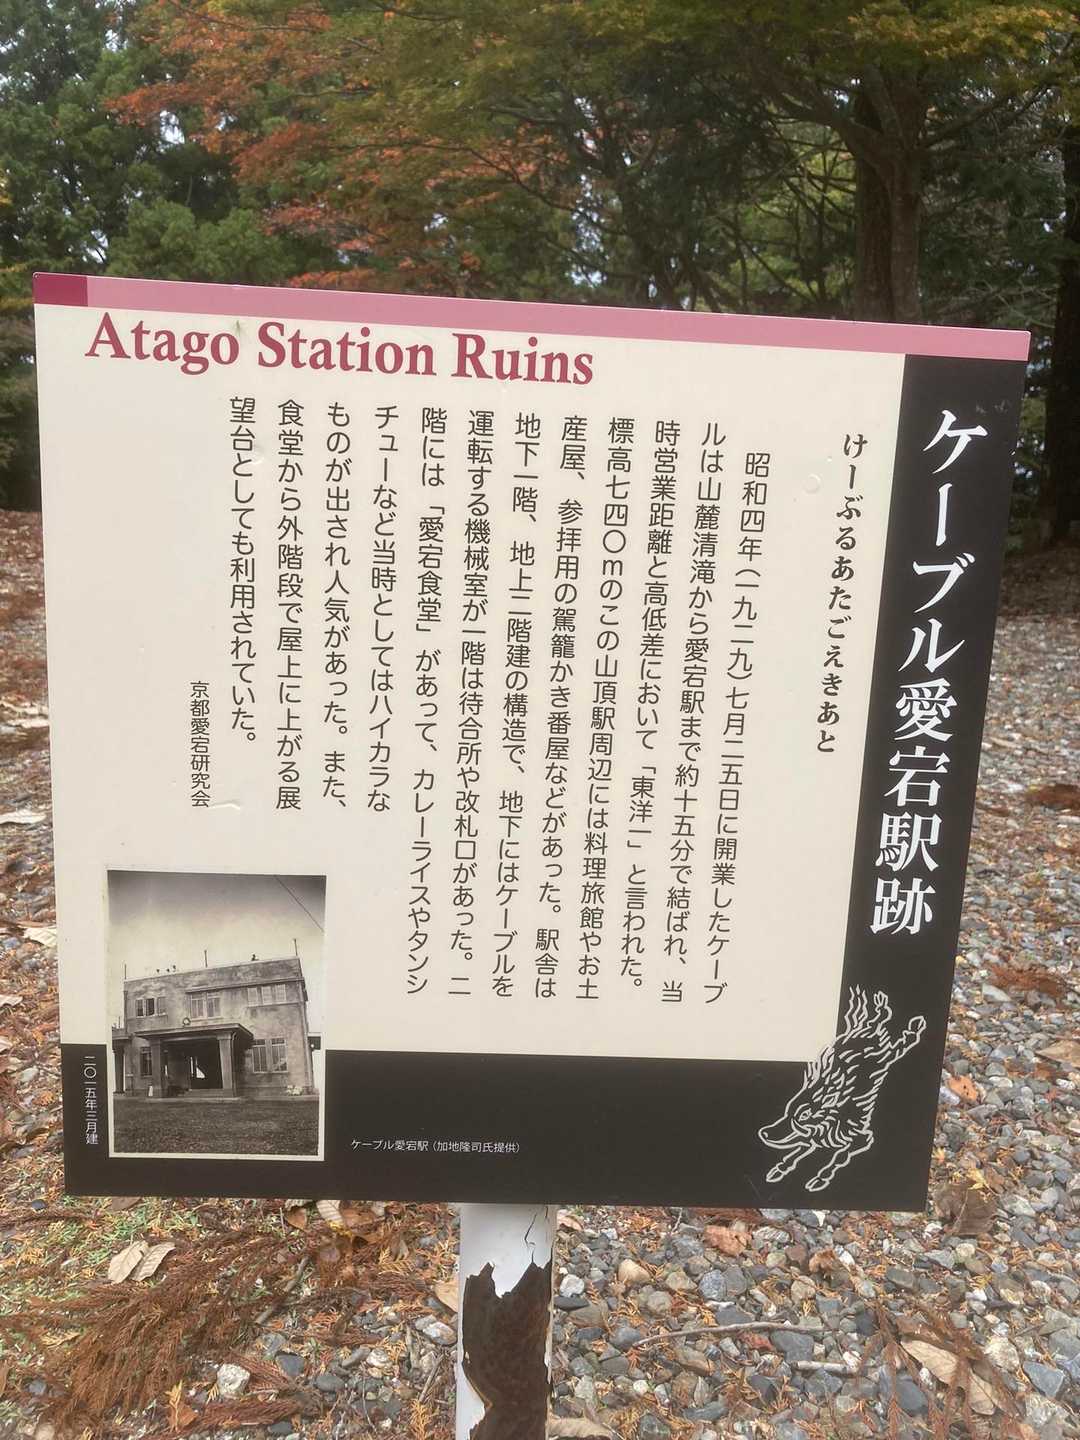 Atago Station Ruins
ケーブル愛宕駅跡
けーぶるあたごえきあと
昭和四年(一九二九)七月二五日に開業したケーブ
ルは山麓清滝から愛宕駅まで約十五分で結ばれ、当
時営業距離と高低差において「東洋一」と言われた。
標高七四〇mのこの山頂駅周辺には料理旅館やお土
産屋、参拝用の駕籠かき番屋などがあった。駅舎は
地下一階、地上二階建の構造で、地下にはケーブルを
運転する機械室が一階は待合所や改札口があった。二
階には「愛宕食堂」があって、カレーライスやタンシ
チューなど当時としてはハイカラな
ものが出され人気があった。また、
食堂から外階段で屋上に上がる展
望台としても利用されていた。
京都愛宕研究会
二〇一五年三月建
ケーブル愛宕駅(加地隆司氏提供)